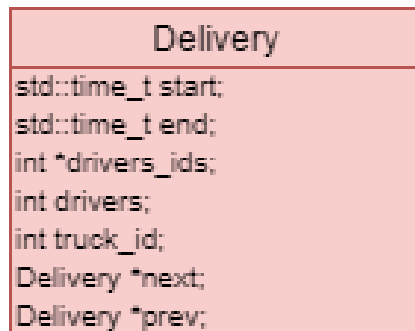 Delivery
std::time_t start;
std::time_t end;
int *drivers_ids;
int drivers;
int truck_id;
Delivery *next;
Delivery *prev;